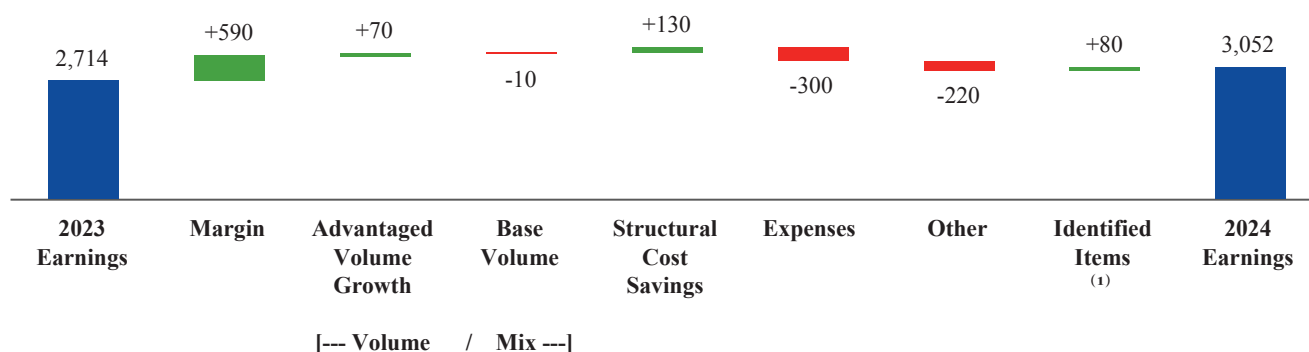 2,714
+590
+70
-10
+130
-300
-220
+80
3,052
2023
Earnings
Margin
Advantaged
Volume
Growth
Base
Volume
Structural
Cost
Savings
Expenses
Other
Identified
Items
(1)
2024
Earnings
[--- Volume / Mix ---]